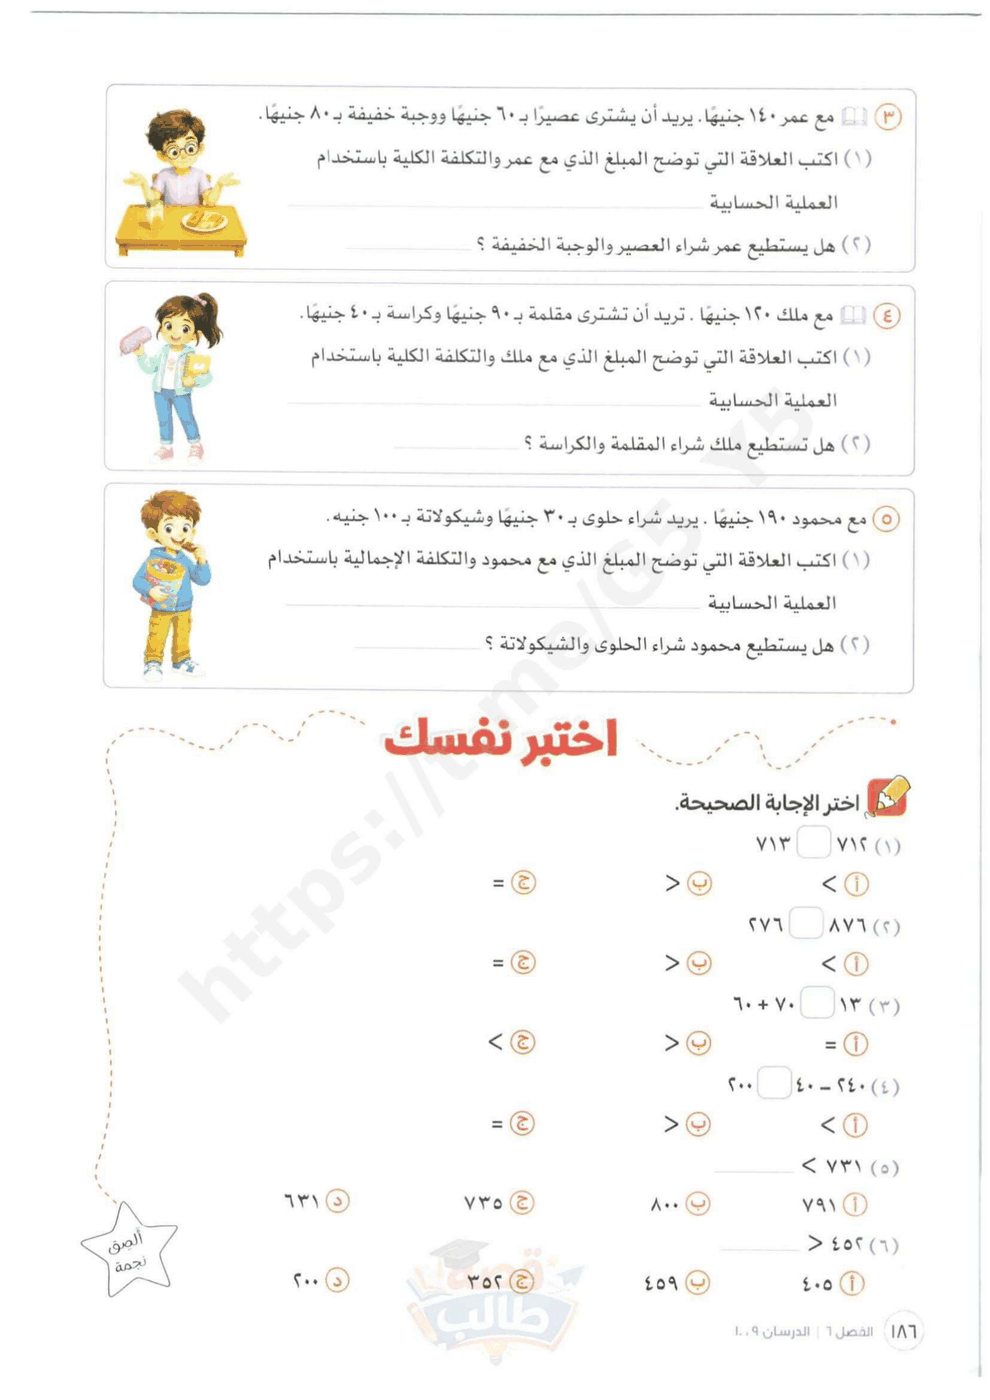 ٣ مع عمر ١٤٠ جنيهًا. يريد أن يشترى عصيرًا بـ ٦٠ جنيهًا ووجبة خفيفة بـ ٨٠ جنيهًا.
(١) اكتب العلاقة التي توضح المبلغ الذي مع عمر والتكلفة الكلية باستخدام
العملية الحسابية
(٢) هل يستطيع عمر شراء العصير والوجبة الخفيفة ؟
٤ مع ملك ١٢٠ جنيهًا . تريد أن تشترى مقلمة بـ ٩٠ جنيهًا وكراسة بـ ٤٠ جنيهًا.
(١) اكتب العلاقة التي توضح المبلغ الذي مع ملك والتكلفة الكلية باستخدام
العملية الحسابية
(٢) هل تستطيع ملك شراء المقلمة والكراسة ؟
٥ مع محمود ١٩٠ جنيهًا . يريد شراء حلوى بـ ٣٠ جنيهًا وشيكولاتة بـ ١٠٠ جنيه.
(١) اكتب العلاقة التي توضح المبلغ الذي مع محمود والتكلفة الإجمالية باستخدام
العملية الحسابية
(٢) هل يستطيع محمود شراء الحلوى والشيكولاتة ؟
اختبر نفسك
اختر الإجابة الصحيحة.
(١) ٧١٢ ٧١٣
أ > ب < ج =
(٢) ٨٧٦ ٢٧٦
أ > ب < ج =
(٣) ١٣ ٧٠ + ٦٠
أ = ب < ج >
(٤) ٢٤٠ – ٤٠ ٢٠٠
أ > ب < ج =
(٥) ٧٣١ >
أ ٧٩١ ب ٨٠٠ ج ٧٣٥ د ٦٣١
(٦) ٤٥٢ <
أ ٤٠٥ ب ٤٥٩ ج ٣٥٢ د ٢٠٠
ألصق
نجمة
قصة
طالب
١٨٦ الفصل ٦ | الدرسان ٩، ١٠
https://t.me/G5_Y5